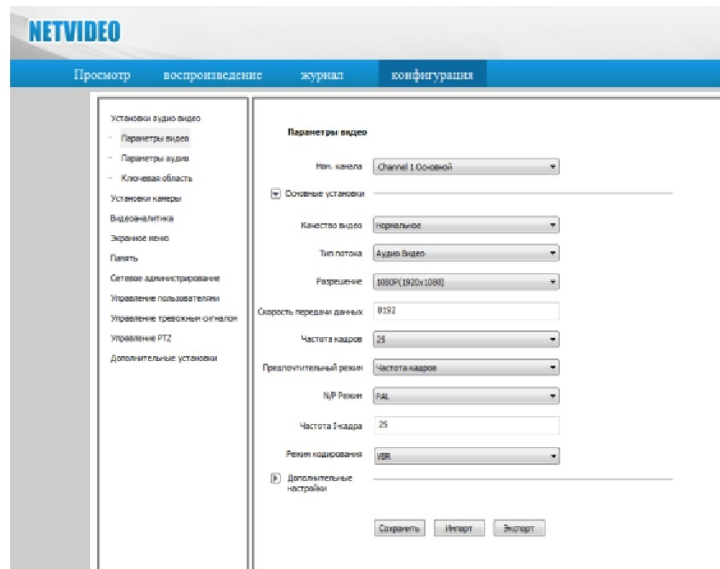 NETVIDEO
Просмотр воспроизведение журнал конфигурация
Установки аудио видео
- Параметры видео
- Параметры аудио
- Ключевая область
Установки камеры
Видеоаналитика
Экранное меню
Память
Сетевое администрирование
Управление пользователями
Управление тревожным сигналом
Управление PTZ
Дополнительные установки
Параметры видео
Ном. канала Channel 1 Основной
Основные установки
Качество видео Нормальное
Тип потока Аудио Видео
Разрешение 1080P(1920x1080)
Скорость передачи данных 8192
Частота кадров 25
Предпочтительный режим Частота кадров
N/P Режим PAL
Частота I-кадра 25
Режим кодирования VBR
Дополнительные
настройки
Сохранить Импорт Экспорт